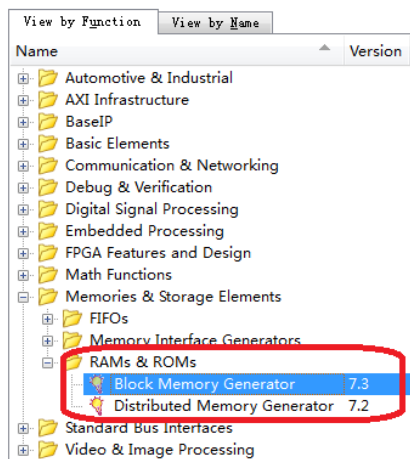 View by Function View by Name
Name Version
Automotive & Industrial
AXI Infrastructure
BaseIP
Basic Elements
Communication & Networking
Debug & Verification
Digital Signal Processing
Embedded Processing
FPGA Features and Design
Math Functions
Memories & Storage Elements
FIFOs
Memory Interface Generators
RAMs & ROMs
Block Memory Generator 7.3
Distributed Memory Generator 7.2
Standard Bus Interfaces
Video & Image Processing